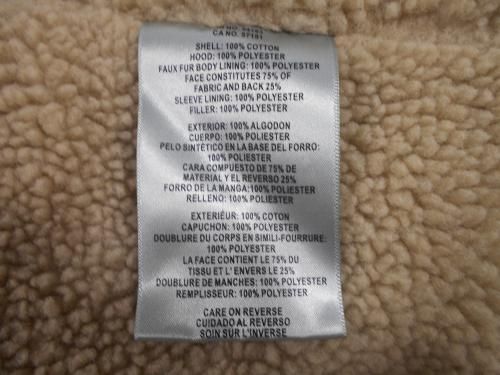 CA NO. 57151
SHELL: 100% COTTON
HOOD: 100% POLYESTER
FAUX FUR BODY LINING: 100% POLYESTER
FACE CONSTITUTES 75% OF
FABRIC AND BACK 25%
SLEEVE LINING: 100% POLYESTER
FILLER: 100% POLYESTER
EXTERIOR: 100% ALGODON
CUERPO: 100% POLIESTER
PELO SINTÉTICO EN LA BASE DEL FORRO:
100% POLIESTER
CARA COMPUESTO DE 75% DE
MATERIAL Y EL REVERSO 25%
FORRO DE LA MANGA:100% POLIESTER
RELLENO: 100% POLIESTER
EXTERIEUR: 100% COTON
CAPUCHON: 100% POLYESTER
DOUBLURE DU CORPS EN SIMILI-FOURRURE:
100% POLYESTER
LA FACE CONTIENT LE 75% DU
TISSU ET L' ENVERS LE 25%
DOUBLURE DE MANCHES: 100% POLYESTER
REMPLISSEUR: 100% POLYESTER
CARE ON REVERSE
CUIDADO AL REVERSO
SOIN SUR L'INVERSE